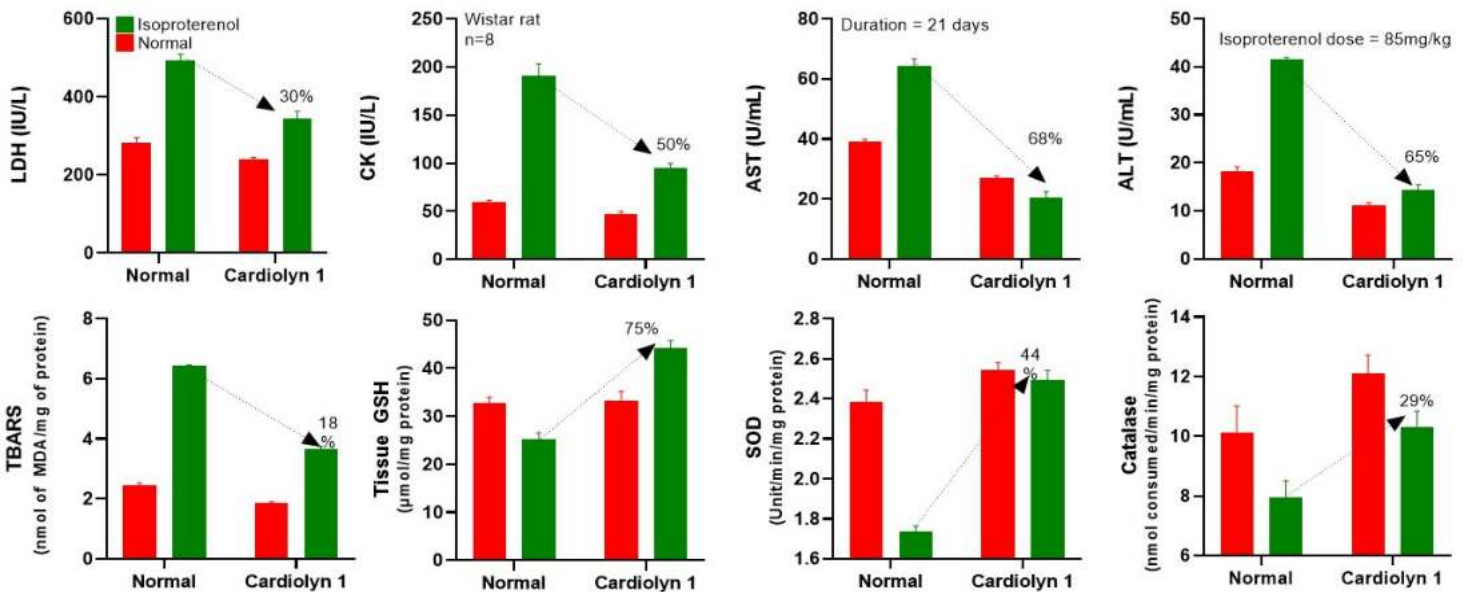 LDH (IU/L)
600
400
200
0
Isoproterenol
Normal
30%
Normal
Cardiolyn 1
CK (IU/L)
250
200
150
100
50
0
Wistar rat
n=8
50%
Normal
Cardiolyn 1
AST (U/mL)
80
60
40
20
0
Duration = 21 days
68%
Normal
Cardiolyn 1
ALT (U/mL)
50
40
30
20
10
0
Isoproterenol dose = 85mg/kg
65%
Normal
Cardiolyn 1
TBARS
(nmol of MDA/mg of protein)
8
6
4
2
0
18
%
Normal
Cardiolyn 1
Tissue GSH
(µmol/mg protein)
50
40
30
20
10
0
75%
Normal
Cardiolyn 1
SOD
(Unit/min/mg protein)
2.8
2.6
2.4
2.2
2.0
1.8
1.6
44
%
Normal
Cardiolyn 1
Catalase
(nmol consumed/min/mg protein)
14
12
10
8
6
29%
Normal
Cardiolyn 1